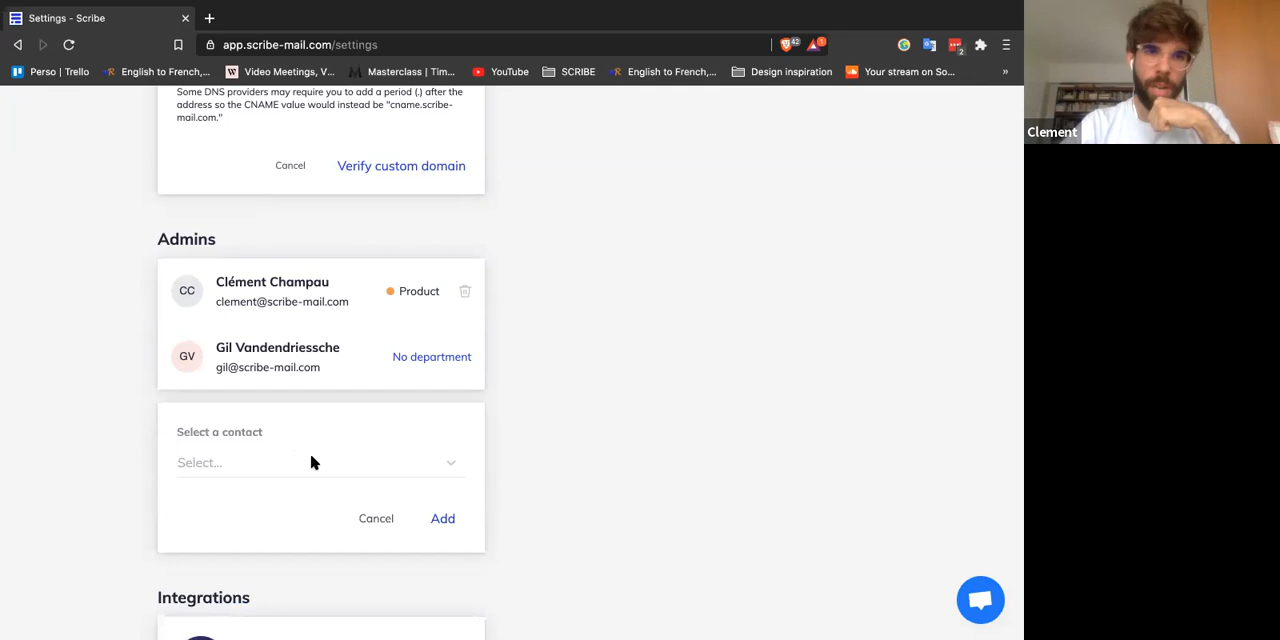 Settings - Scribe
app.scribe-mail.com/settings
42
1
2
Perso | Trello
English to French,...
Video Meetings, V...
Masterclass | Tim...
YouTube
SCRIBE
English to French,...
Design inspiration
Your stream on So...
»
Some DNS providers may require you to add a period (.) after the
address so the CNAME value would instead be "cname.scribe-
mail.com."
Cancel
Verify custom domain
Admins
CC
Clément Champau
clement@scribe-mail.com
Product
GV
Gil Vandendriessche
gil@scribe-mail.com
No department
Select a contact
Select...
Cancel
Add
Integrations
Clement